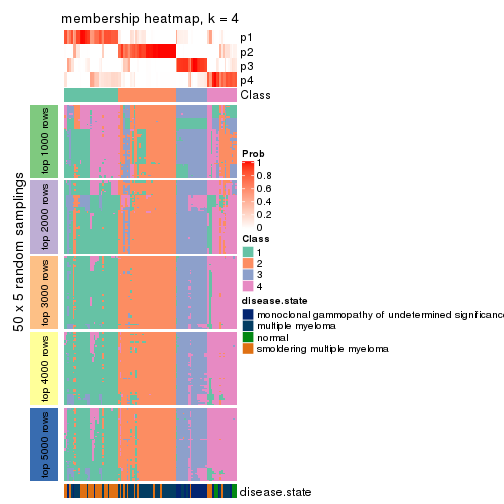 membership heatmap, k = 4
p1
p2
p3
p4
Class
50 x 5 random samplings
top 1000 rows
top 2000 rows
top 3000 rows
top 4000 rows
top 5000 rows
Prob
1
0.8
0.6
0.4
0.2
0
Class
1
2
3
4
disease.state
monoclonal gammopathy of undetermined significance
multiple myeloma
normal
smoldering multiple myeloma
disease.state